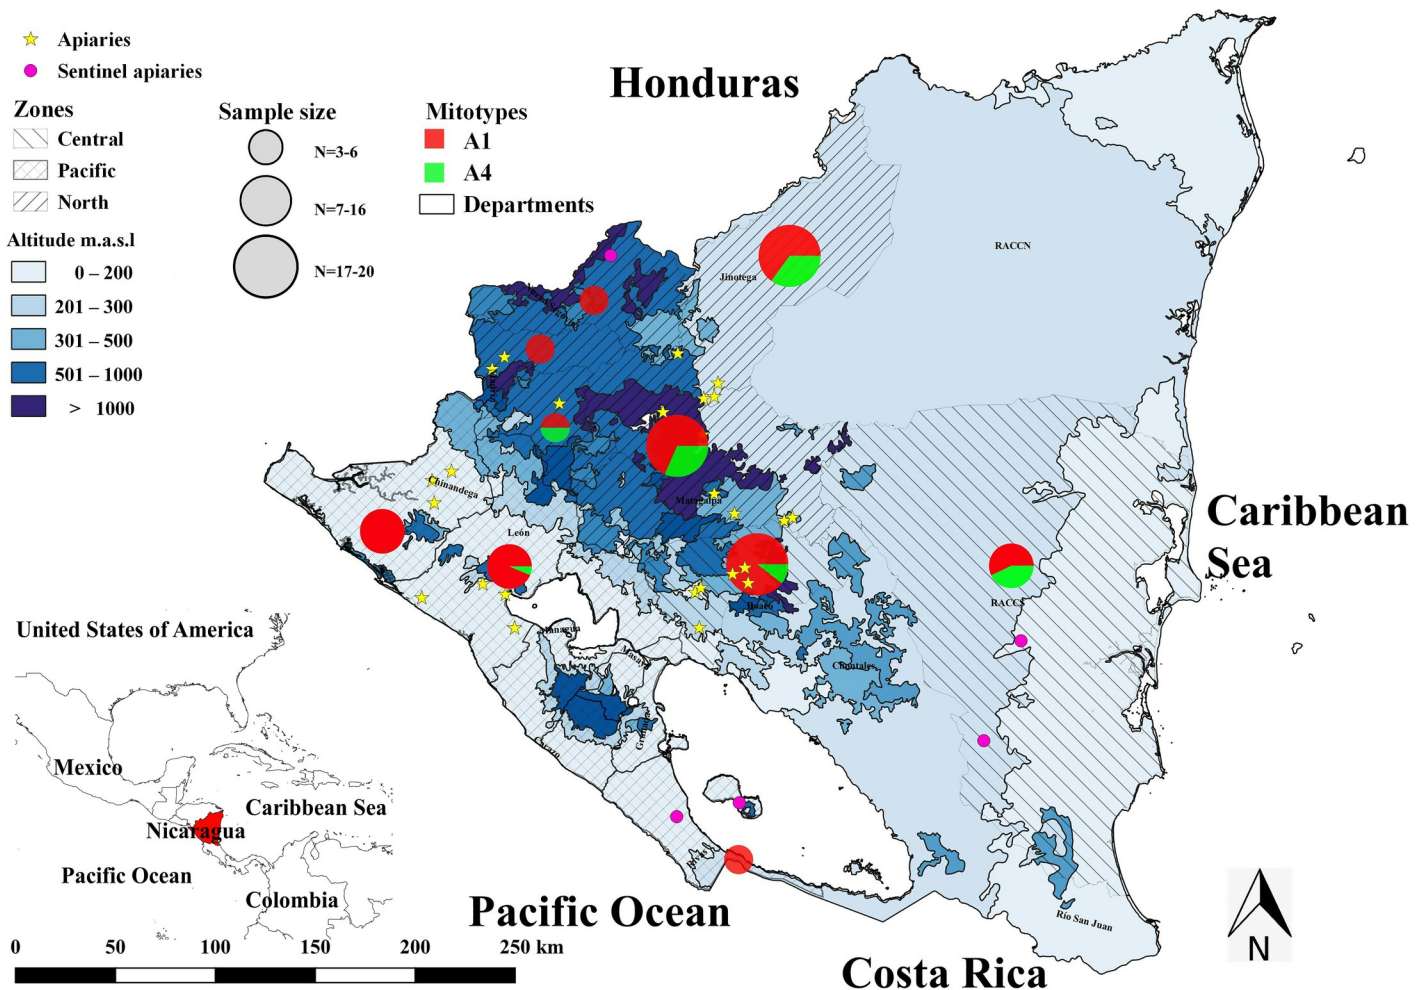 Apiaries
Sentinel apiaries
Zones
Central
Pacific
North
Altitude m.a.s.l
0 – 200
201 – 300
301 – 500
501 – 1000
> 1000
Sample size
N=3-6
N=7-16
N=17-20
Mitotypes
A1
A4
Departments
Honduras
RACCN
Jinotega
Chinandega
León
Matagalpa
Boaco
RACCS
Managua
Masaya
Chontales
Rivas
Río San Juan
Caribbean
Sea
Pacific Ocean
Costa Rica
United States of America
Mexico
Caribbean Sea
Nicaragua
Pacific Ocean
Colombia
0 50 100 150 200 250 km
N